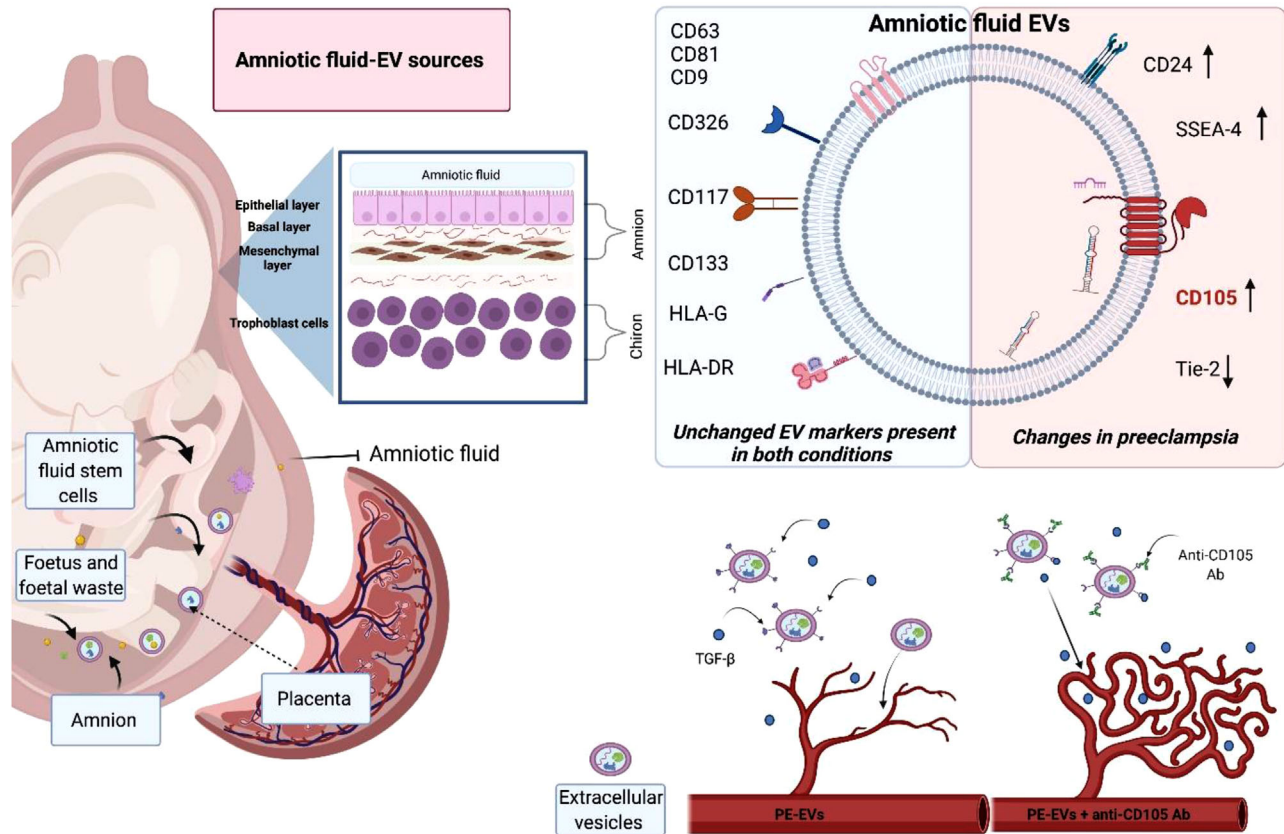 Amniotic fluid-EV sources
Amniotic fluid
Epithelial layer
Basal layer
Mesenchymal
layer
Trophoblast cells
Amnion
Chiron
Amniotic
fluid stem
cells
Foetus and
foetal waste
Amnion
Placenta
Amniotic fluid
Amniotic fluid EVs
CD63
CD81
CD9
CD326
CD117
CD133
HLA-G
HLA-DR
Unchanged EV markers present
in both conditions
CD24
SSEA-4
CD105
Tie-2
Changes in preeclampsia
TGF-β
Anti-CD105
Ab
Extracellular
vesicles
PE-EVs
PE-EVs + anti-CD105 Ab